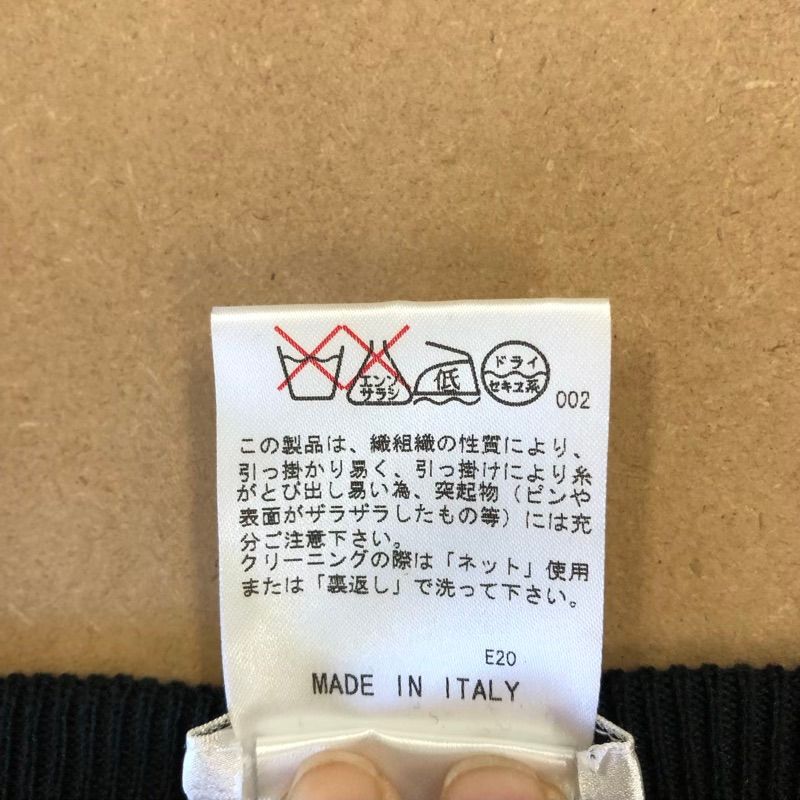 エンソ
サラシ
低
ドライ
セキユ系
002
この製品は、織組織の性質により、
引っ掛かり易く、引っ掛けにより糸
がとび出し易い為、突起物（ピンや
表面がザラザラしたもの等）には充
分ご注意下さい。
クリーニングの際は「ネット」使用
または「裏返し」で洗って下さい。
E20
MADE IN ITALY